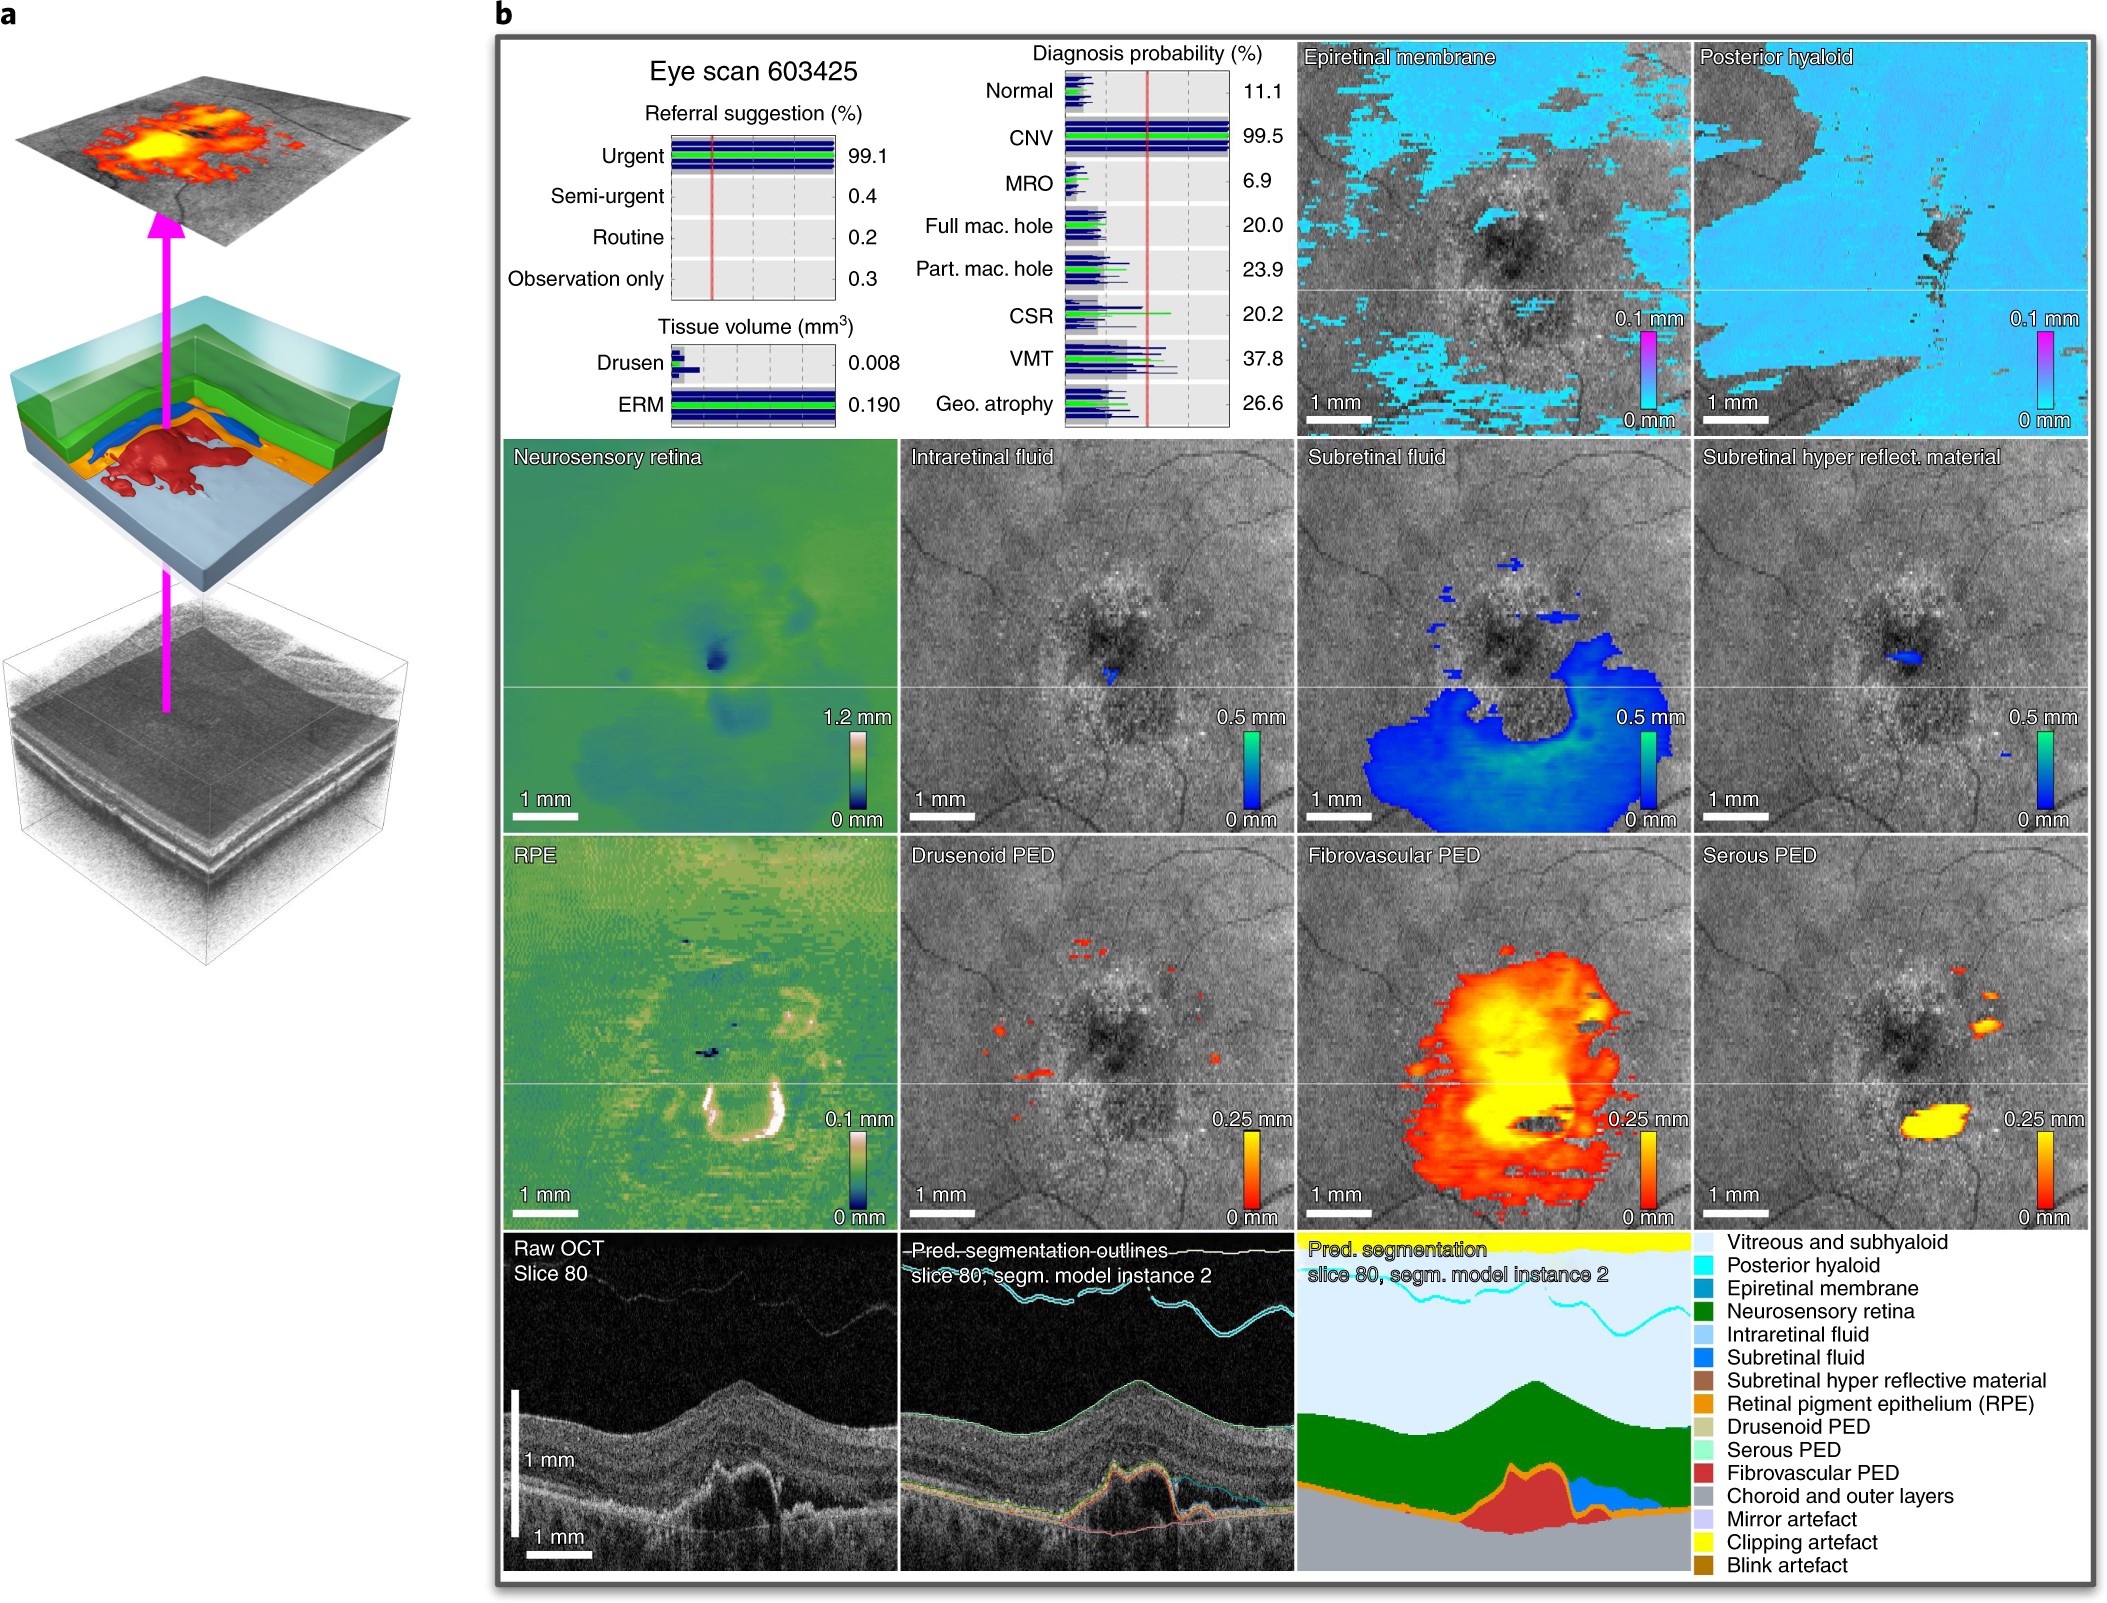 a
b
Eye scan 603425
Referral suggestion (%)
Urgent 99.1
Semi-urgent 0.4
Routine 0.2
Observation only 0.3
Tissue volume (mm³)
Drusen 0.008
ERM 0.190
Diagnosis probability (%)
Normal 11.1
CNV 99.5
MRO 6.9
Full mac. hole 20.0
Part. mac. hole 23.9
CSR 20.2
VMT 37.8
Geo. atrophy 26.6
Epiretinal membrane
0.1 mm
1 mm
0 mm
Posterior hyaloid
0.1 mm
1 mm
0 mm
Neurosensory retina
1.2 mm
1 mm
0 mm
Intraretinal fluid
0.5 mm
1 mm
0 mm
Subretinal fluid
0.5 mm
1 mm
0 mm
Subretinal hyper reflect. material
0.5 mm
1 mm
0 mm
RPE
0.1 mm
1 mm
0 mm
Drusenoid PED
0.25 mm
1 mm
0 mm
Fibrovascular PED
0.25 mm
1 mm
0 mm
Serous PED
0.25 mm
1 mm
0 mm
Raw OCT
Slice 80
1 mm
1 mm
Pred. segmentation outlines
slice 80, segm. model instance 2
Pred. segmentation
slice 80, segm. model instance 2
Vitreous and subhyaloid
Posterior hyaloid
Epiretinal membrane
Neurosensory retina
Intraretinal fluid
Subretinal fluid
Subretinal hyper reflective material
Retinal pigment epithelium (RPE)
Drusenoid PED
Serous PED
Fibrovascular PED
Choroid and outer layers
Mirror artefact
Clipping artefact
Blink artefact